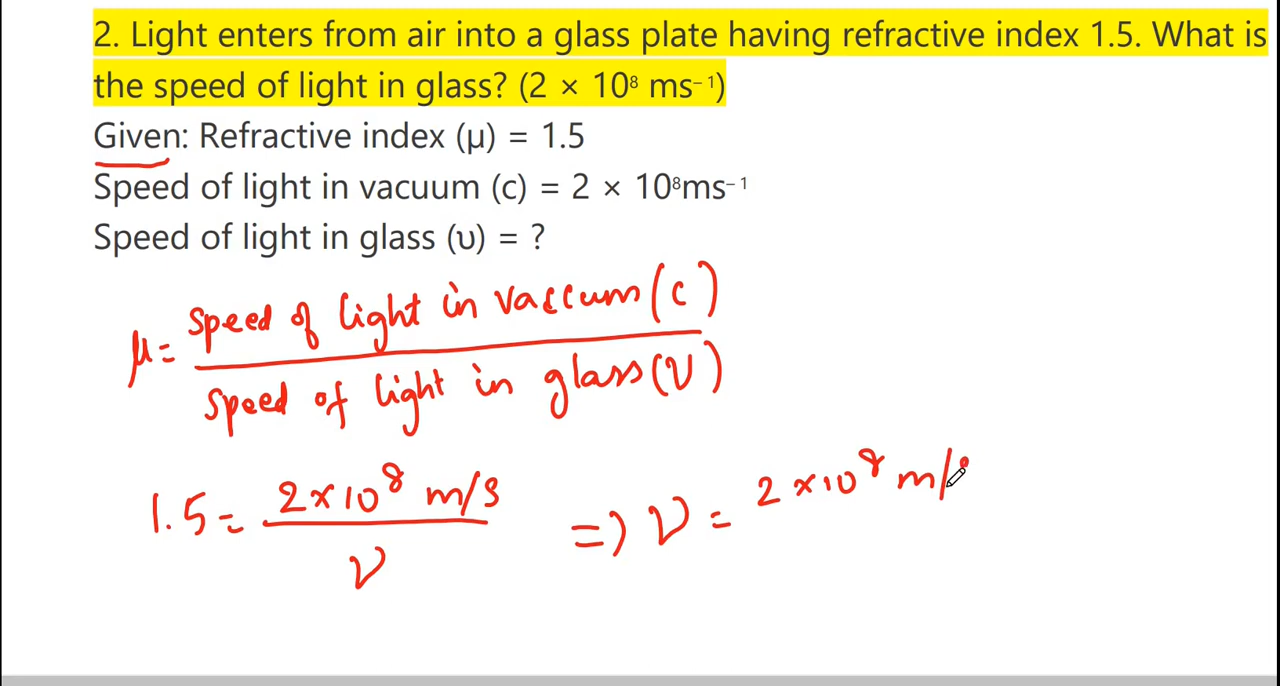 2. Light enters from air into a glass plate having refractive index 1.5. What is
the speed of light in glass? (2 × 10⁸ ms⁻¹)
Given: Refractive index (μ) = 1.5
Speed of light in vacuum (c) = 2 × 10⁸ms⁻¹
Speed of light in glass (υ) = ?
μ = Speed of light in vaccum (c)
Speed of light in glass (ν)
1.5 = 2×10⁸ m/s
ν
=> ν = 2×10⁸ m/s